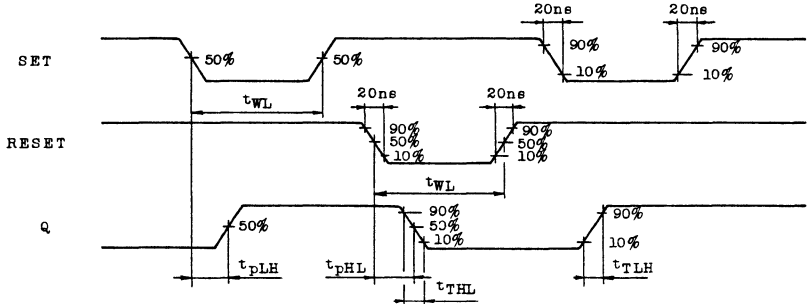 20ns 20ns
SET 50% 50% 90% 10% 90% 10%
tWL
20ns 20ns
RESET 90% 50% 10% 90% 50% 10%
tWL
Q 50% 90% 50% 10% 90% 10%
tpLH tpHL tTHL tTLH